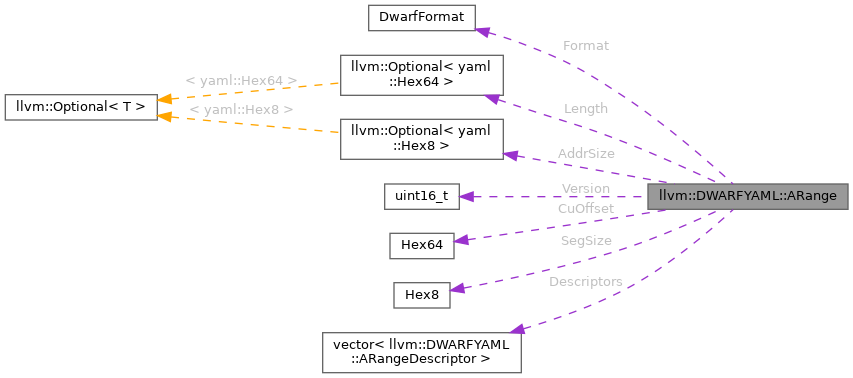 DwarfFormat
Format
llvm::Optional< yaml
::Hex64 >
< yaml::Hex64 >
Length
llvm::Optional< T >
< yaml::Hex8 >
llvm::Optional< yaml
::Hex8 >
AddrSize
uint16_t
Version
llvm::DWARFYAML::ARange
CuOffset
Hex64
SegSize
Hex8
Descriptors
vector< llvm::DWARFYAML
::ARangeDescriptor >